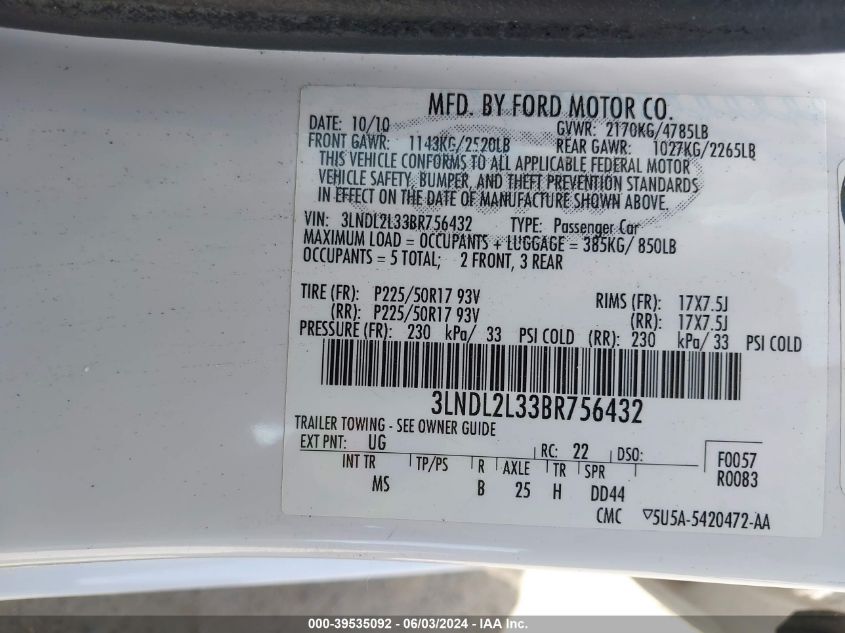 MFD. BY FORD MOTOR CO.
DATE: 10/10 GVWR: 2170KG/4785LB
FRONT GAWR: 1143KG/2520LB REAR GAWR: 1027KG/2265LB
THIS VEHICLE CONFORMS TO ALL APPLICABLE FEDERAL MOTOR
VEHICLE SAFETY, BUMPER, AND THEFT PREVENTION STANDARDS
IN EFFECT ON THE DATE OF MANUFACTURE SHOWN ABOVE.
VIN: 3LNDL2L33BR756432 TYPE: Passenger Car
MAXIMUM LOAD = OCCUPANTS + LUGGAGE = 385KG/ 850LB
OCCUPANTS = 5 TOTAL; 2 FRONT, 3 REAR
TIRE (FR): P225/50R17 93V RIMS (FR): 17X7.5J
(RR): P225/50R17 93V (RR): 17X7.5J
PRESSURE (FR): 230 kPa/ 33 PSI COLD (RR): 230 kPa/ 33 PSI COLD
3LNDL2L33BR756432
TRAILER TOWING - SEE OWNER GUIDE
EXT PNT: UG RC: 22 DSO: F0057
R0083
INT TR TP/PS R AXLE TR SPR
MS B 25 H DD44
CMC ▽5U5A-5420472-AA
000-39535092 - 06/03/2024 - IAA Inc.